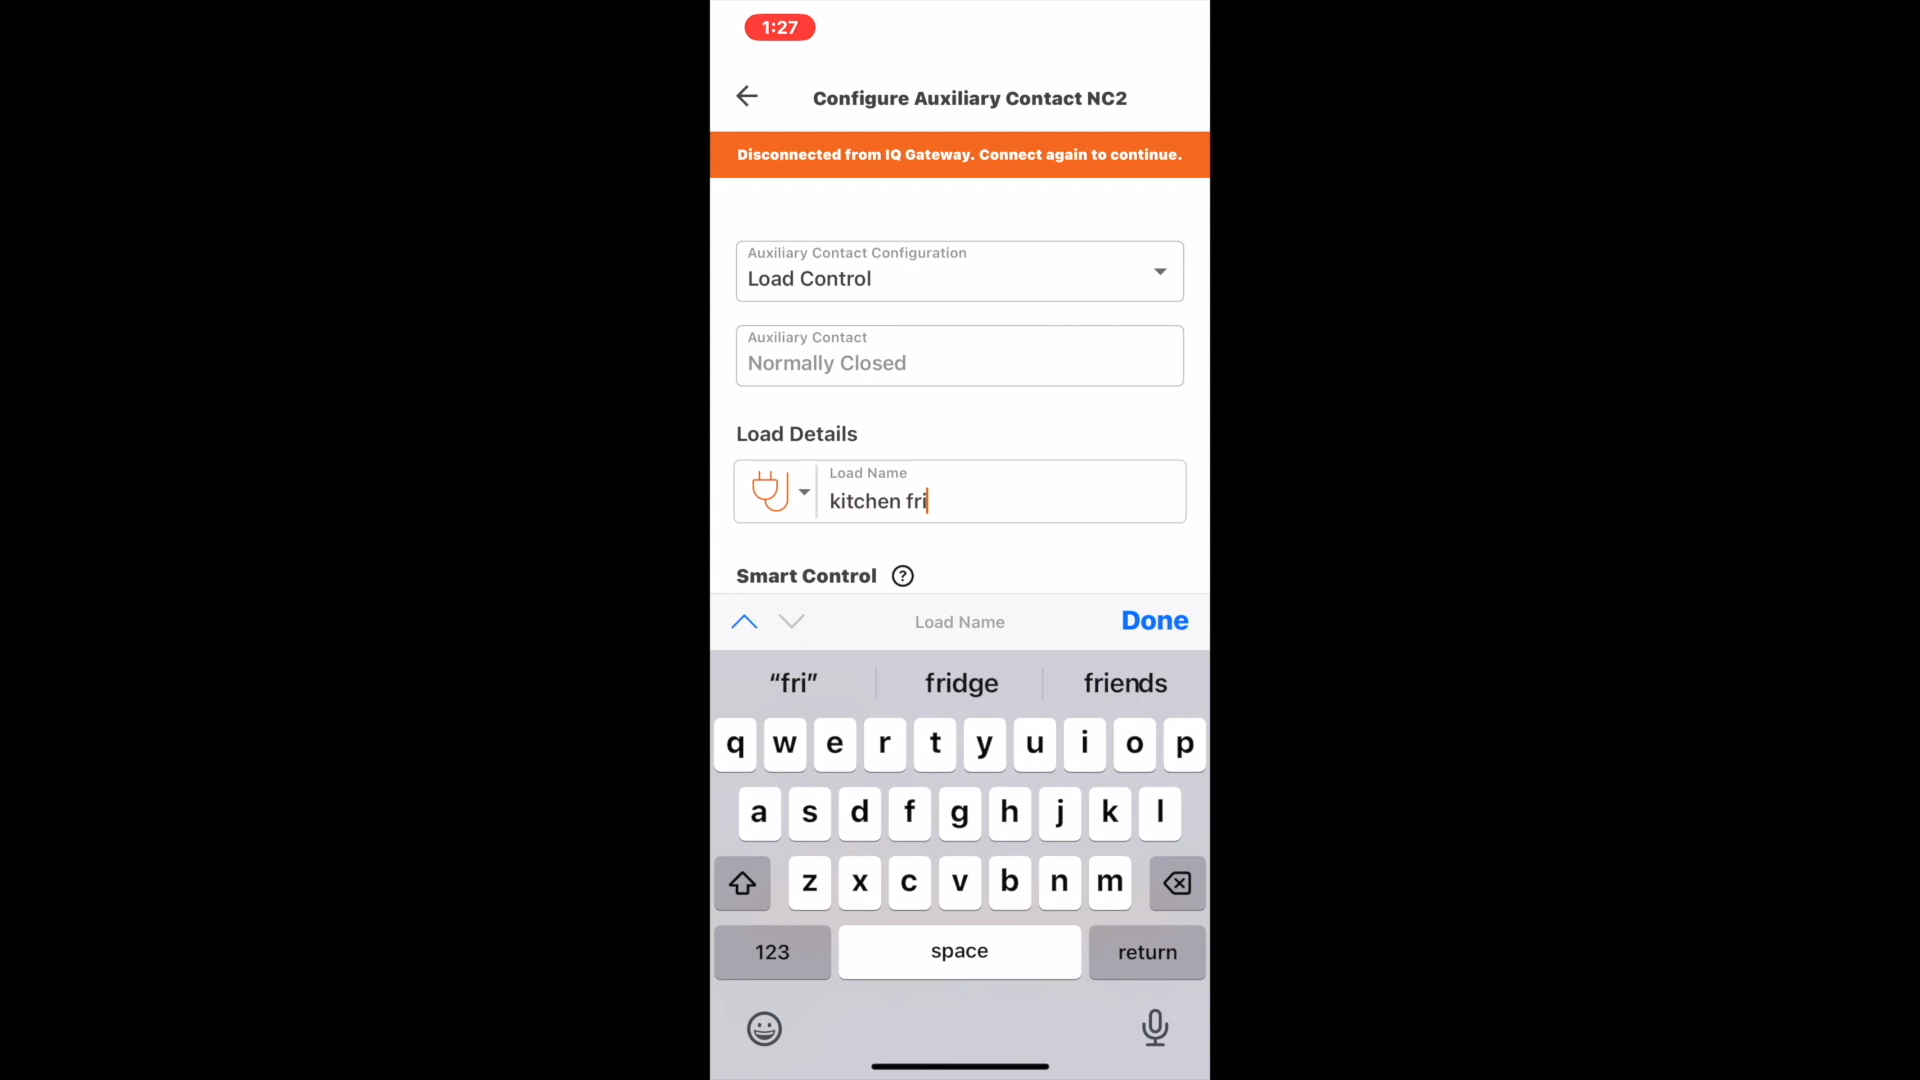 1:27
Configure Auxiliary Contact NC2
Disconnected from IQ Gateway. Connect again to continue.
Auxiliary Contact Configuration
Load Control
Auxiliary Contact
Normally Closed
Load Details
Load Name
kitchen fri
Smart Control ?
Load Name Done
“fri” fridge friends
q w e r t y u i o p
a s d f g h j k l
z x c v b n m
123 space return